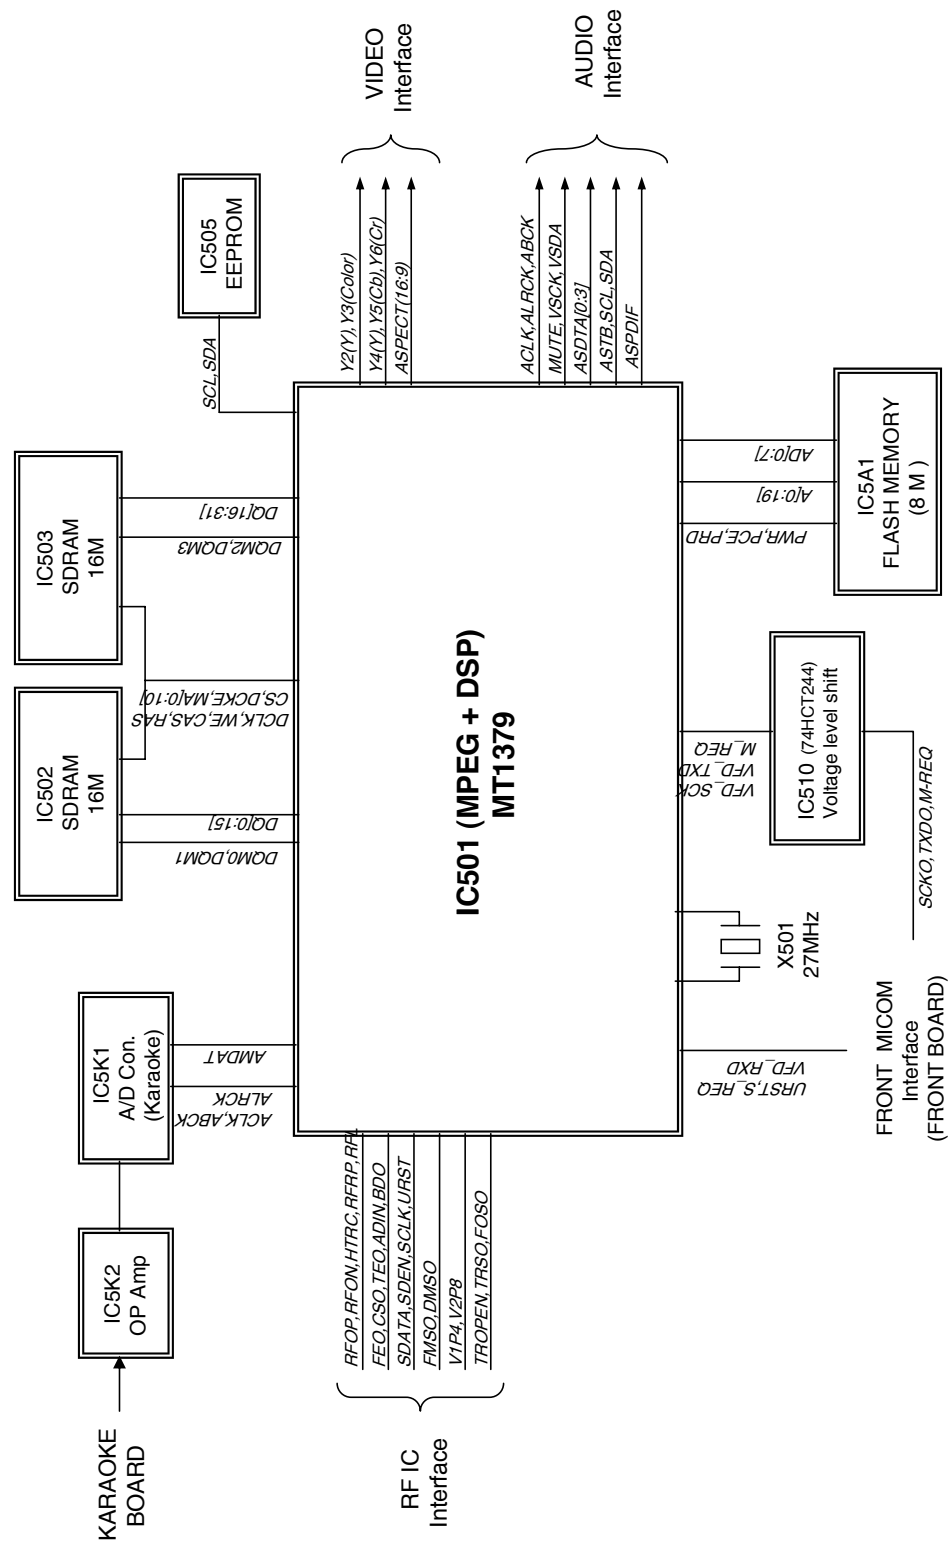 KARAOKE
BOARD
IC5K2
OP Amp
IC5K1
A/D Con.
(Karaoke)
ACLK,ABCK
ALRCK
AMDAT
IC502
SDRAM
16M
DQM0,DQM1
DQ[0:15]
DCLK,WE,CAS,RAS
CS,DCKE,MA[0:10]
IC503
SDRAM
16M
DQM2,DQM3
DQ[16:31]
IC505
EEPROM
SCL,SDA
RF IC
Interface
RFOP,RFON,HTRC,RFRP,RFL
FEO,CSO,TEO,ADIN,BDO
SDATA,SDEN,SCLK,URST
FMSO,DMSO
V1P4,V2P8
TROPEN,TRSO,FOSO
IC501 (MPEG + DSP)
MT1379
Y2(Y),Y3(Color)
Y4(Y),Y5(Cb),Y6(Cr)
ASPECT(16:9)
VIDEO
Interface
ACLK,ALRCK,ABCK
MUTE,VSCK,VSDA
ASDTA[0:3]
ASTB,SCL,SDA
ASPDIF
AUDIO
Interface
URST,S_REQ
VFD_RXD
X501
27MHz
VFD_SCK
VFD_TXD
M_REQ
IC510 (74HCT244)
Voltage level shift
SCKO,TXDO,M-REQ
FRONT MICOM
Interface
(FRONT BOARD)
PWR,PCE,PRD
A[0:19]
AD[0:7]
IC5A1
FLASH MEMORY
(8 M )